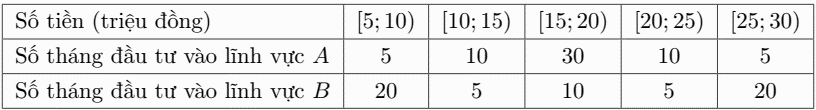 Số tiền (triệu đồng) [5; 10) [10; 15) [15; 20) [20; 25) [25; 30)
Số tháng đầu tư vào lĩnh vực A 5 10 30 10 5
Số tháng đầu tư vào lĩnh vực B 20 5 10 5 20